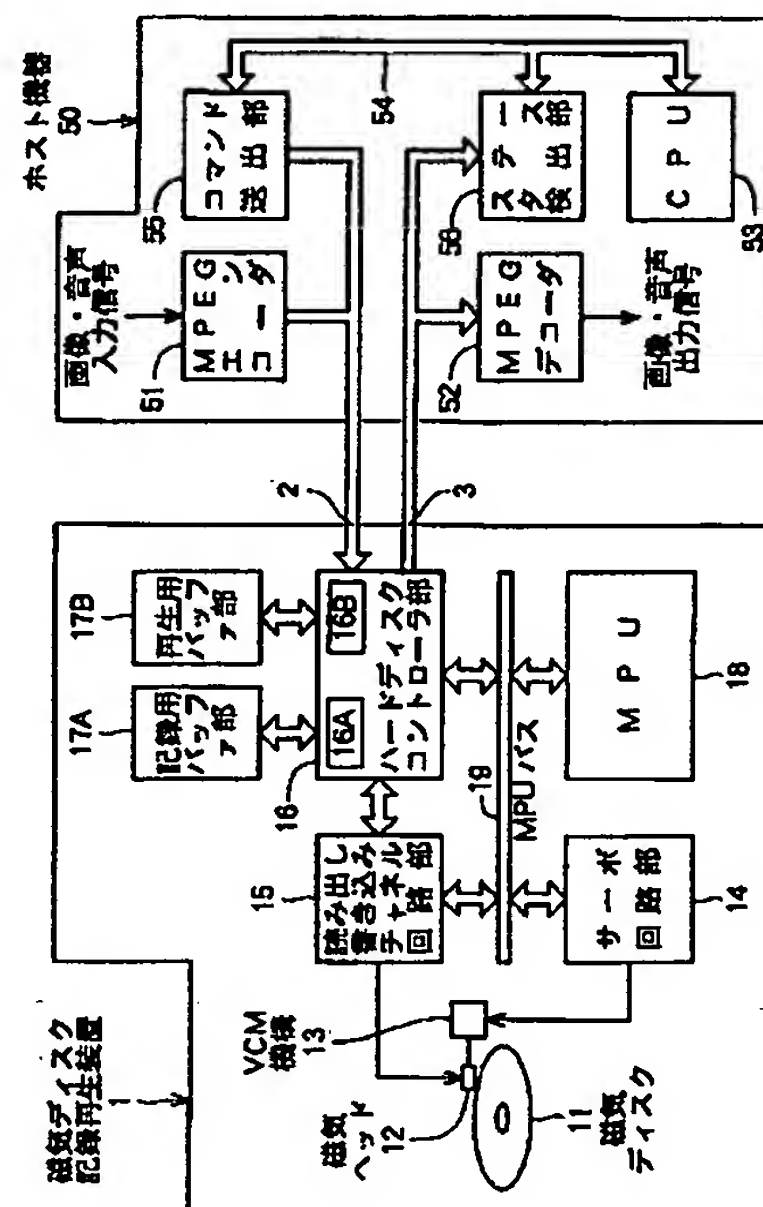 磁気ディスク
記録再生装置
1
ホスト機器
50
17A
記録用
バッフ
ァ部
17B
再生用
バッフ
ァ部
画像・音声
入力信号
51
MPEG
エン
コーダ
55
コマンド
送出部
15
読み出し
書き込み
チャネル
回路部
16
16A
16B
ハードディスク
コントローラ部
2
3
54
VCM
機構
13
磁気
ヘッド
12
11
磁気
ディスク
19
MPUバス
52
MPEG
デコーダ
56
ステー
タス
検出部
画像・音声
出力信号
サーボ
回路部
14
MPU
18
CPU
53